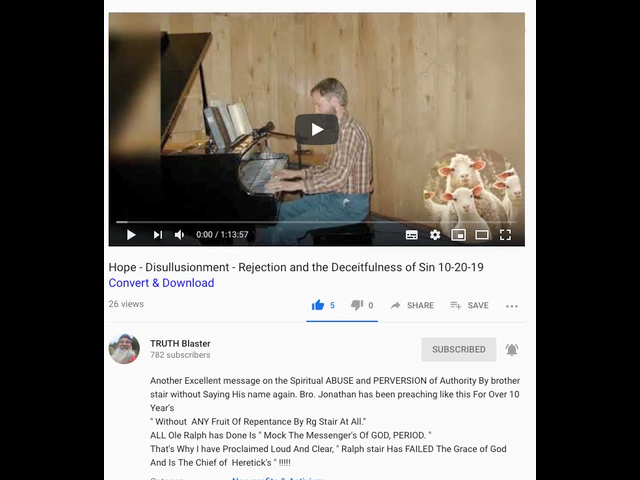 0:00 / 1:13:57
Hope - Disullusionment - Rejection and the Deceitfulness of Sin 10-20-19
Convert & Download
26 views
5
0
SHARE
SAVE
TRUTH Blaster
782 subscribers
SUBSCRIBED
Another Excellent message on the Spiritual ABUSE and PERVERSION of Authority By brother
stair without Saying His name again. Bro. Jonathan has been preaching like this For Over 10
Year's
" Without ANY Fruit Of Repentance By Rg Stair At All."
ALL Ole Ralph has Done Is " Mock The Messenger's Of GOD, PERIOD. "
That's Why I have Proclaimed Loud And Clear, " Ralph stair Has FAILED The Grace of God
And Is The Chief of Heretick's " !!!!!